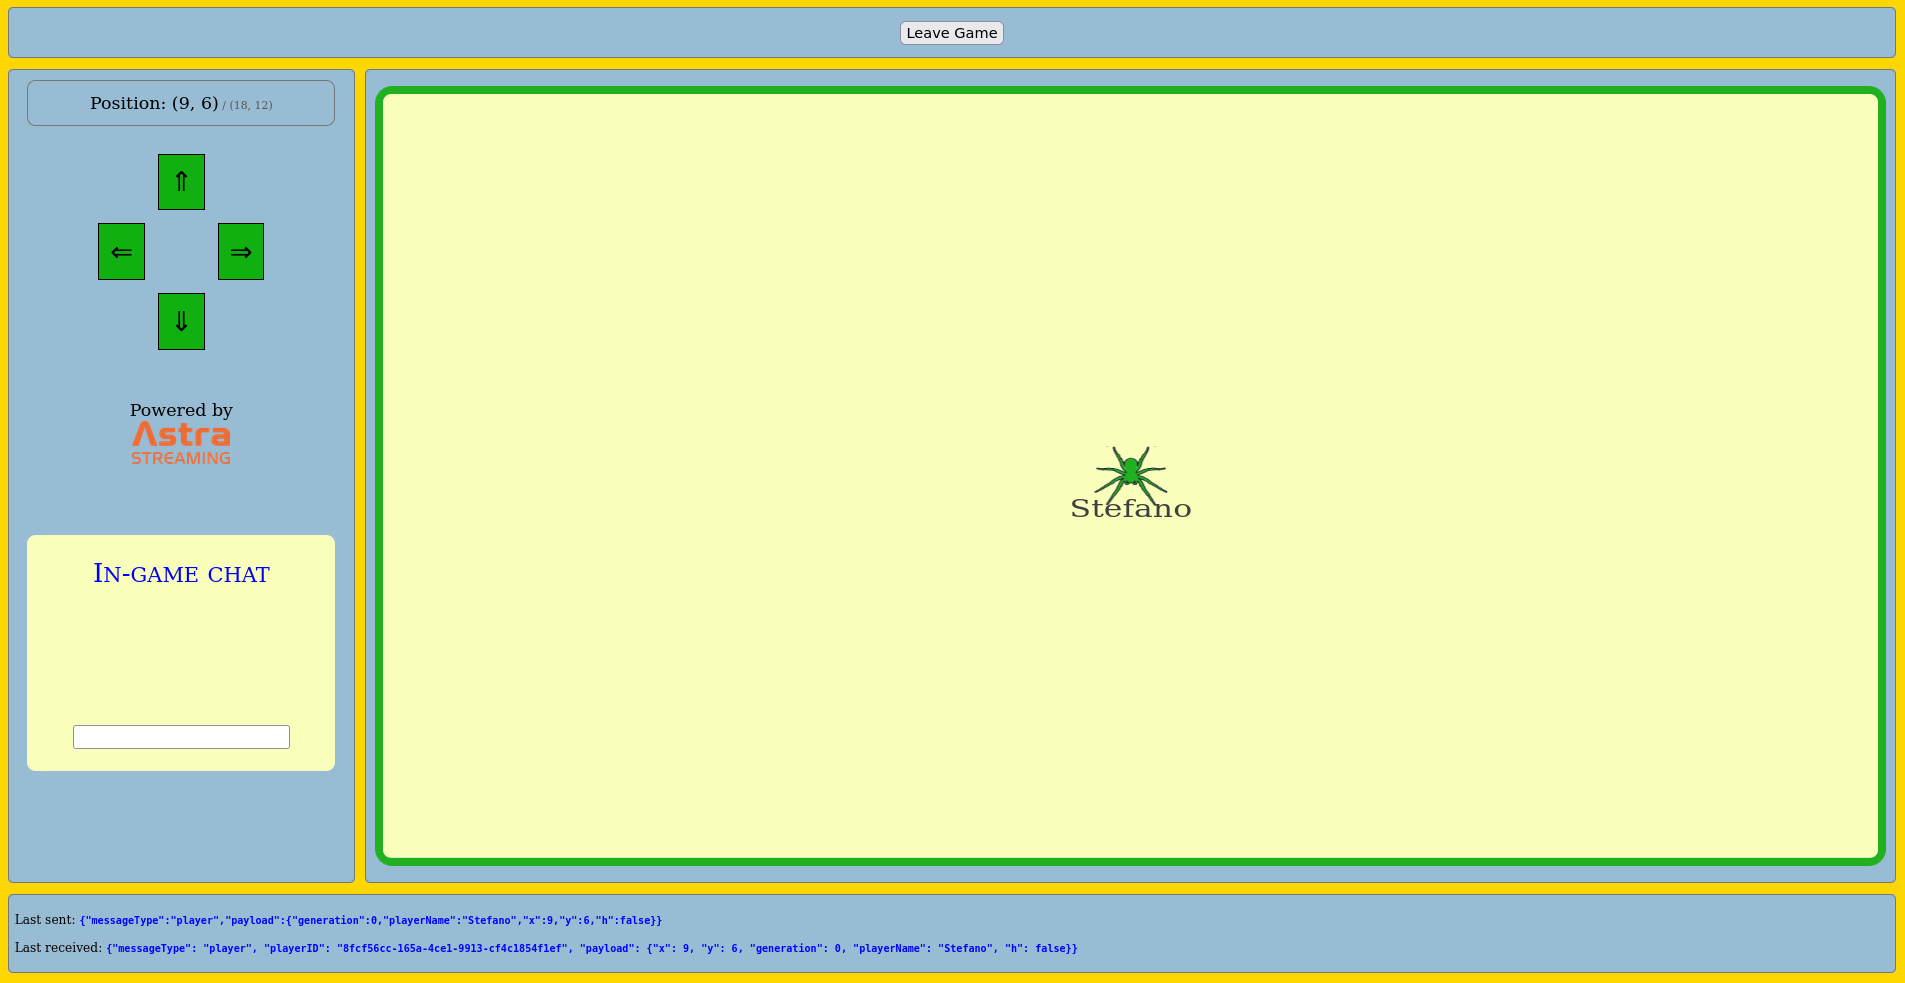 Leave Game
Position: (9, 6) / (18, 12)
⇑
⇐ ⇒
⇓
Powered by
Astra
STREAMING
In-game chat
Stefano
Last sent: {"messageType":"player","payload":{"generation":0,"playerName":"Stefano","x":9,"y":6,"h":false}}
Last received: {"messageType": "player", "playerID": "8fcf56cc-165a-4ce1-9913-cf4c1854f1ef", "payload": {"x": 9, "y": 6, "generation": 0, "playerName": "Stefano", "h": false}}